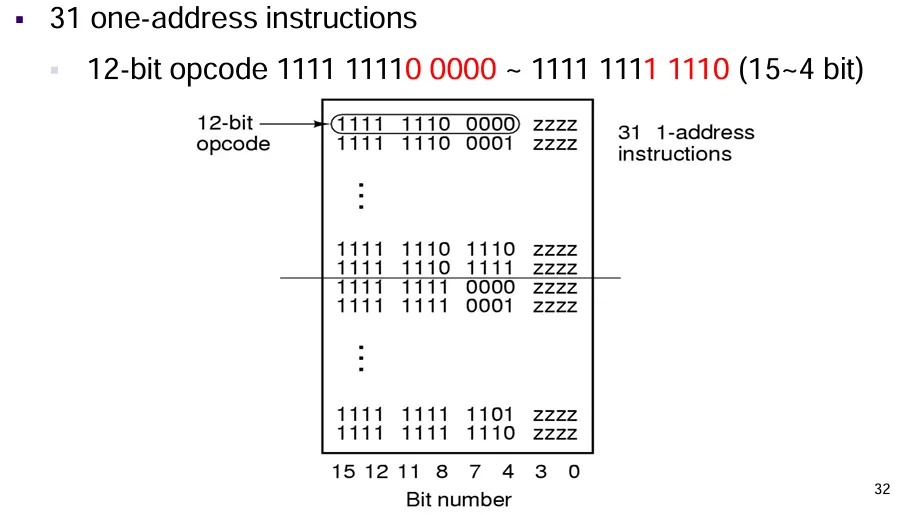 31 one-address instructions
12-bit opcode 1111 11110 0000 ~ 1111 1111 1110 (15~4 bit)
12-bit
opcode
1111 1110 0000 zzzz
1111 1110 0001 zzzz
31 1-address
instructions
⋮
1111 1110 1110 zzzz
1111 1110 1111 zzzz
1111 1111 0000 zzzz
1111 1111 0001 zzzz
⋮
1111 1111 1101 zzzz
1111 1111 1110 zzzz
15 12 11 8 7 4 3 0
Bit number
32